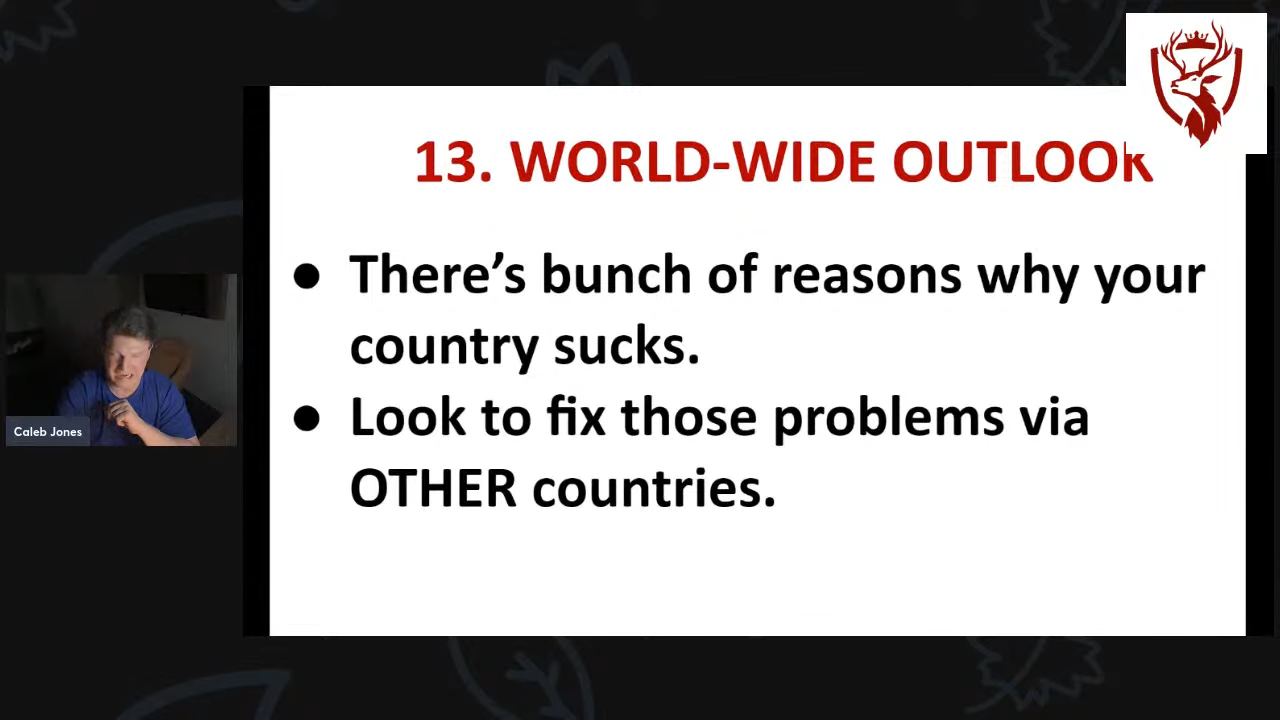 13. WORLD-WIDE OUTLOOK
● There’s bunch of reasons why your
country sucks.
● Look to fix those problems via
OTHER countries.
Caleb Jones